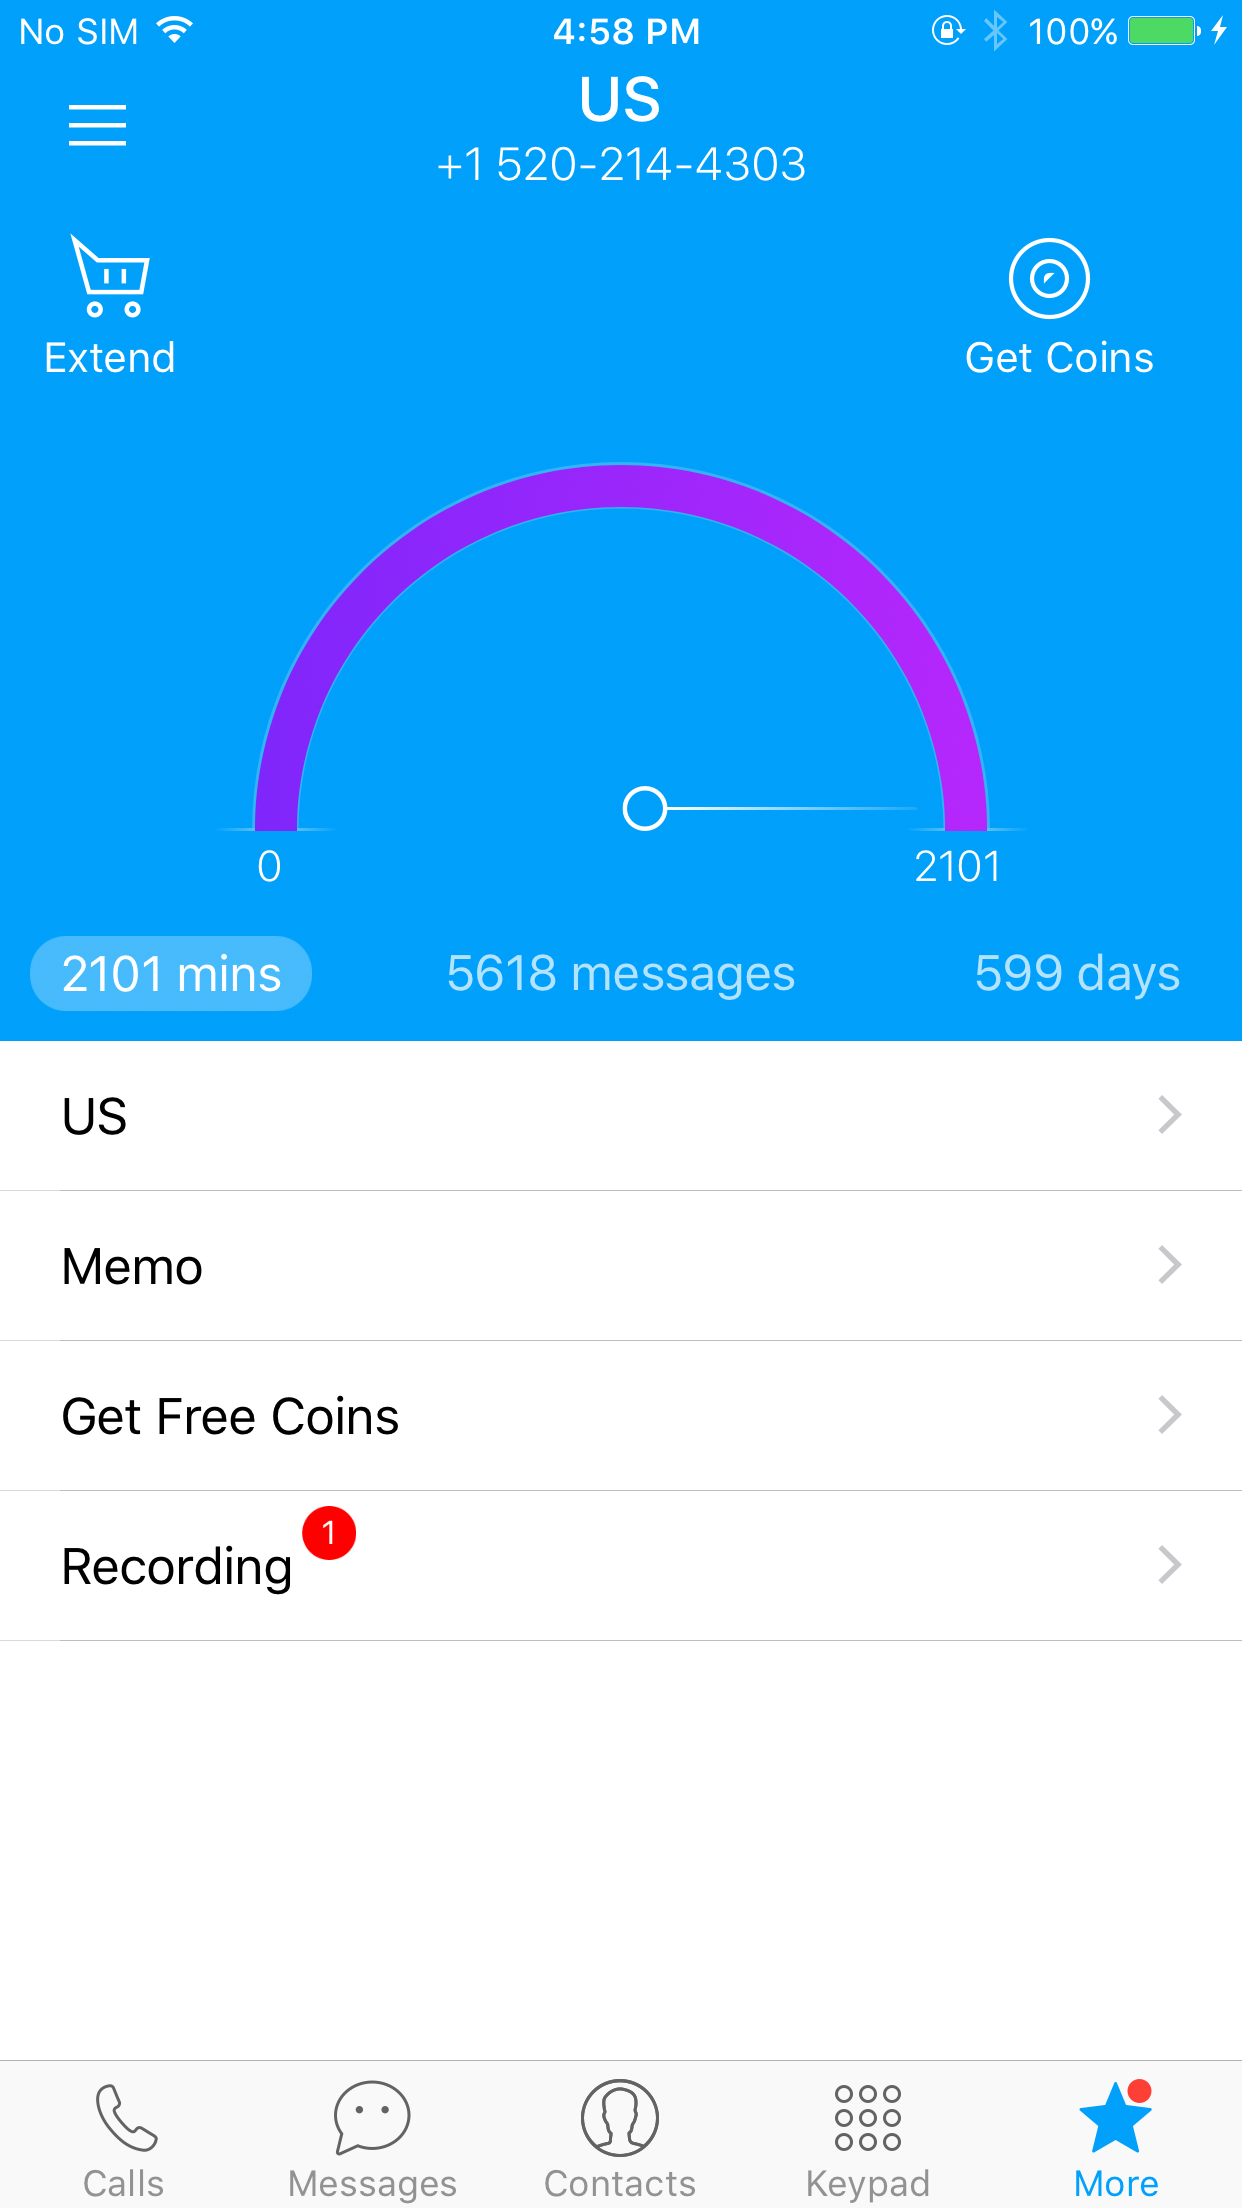 No SIM 4:58 PM 100%
US
+1 520-214-4303
Extend Get Coins
0 2101
2101 mins 5618 messages 599 days
US
Memo
Get Free Coins
Recording 1
Calls Messages Contacts Keypad More